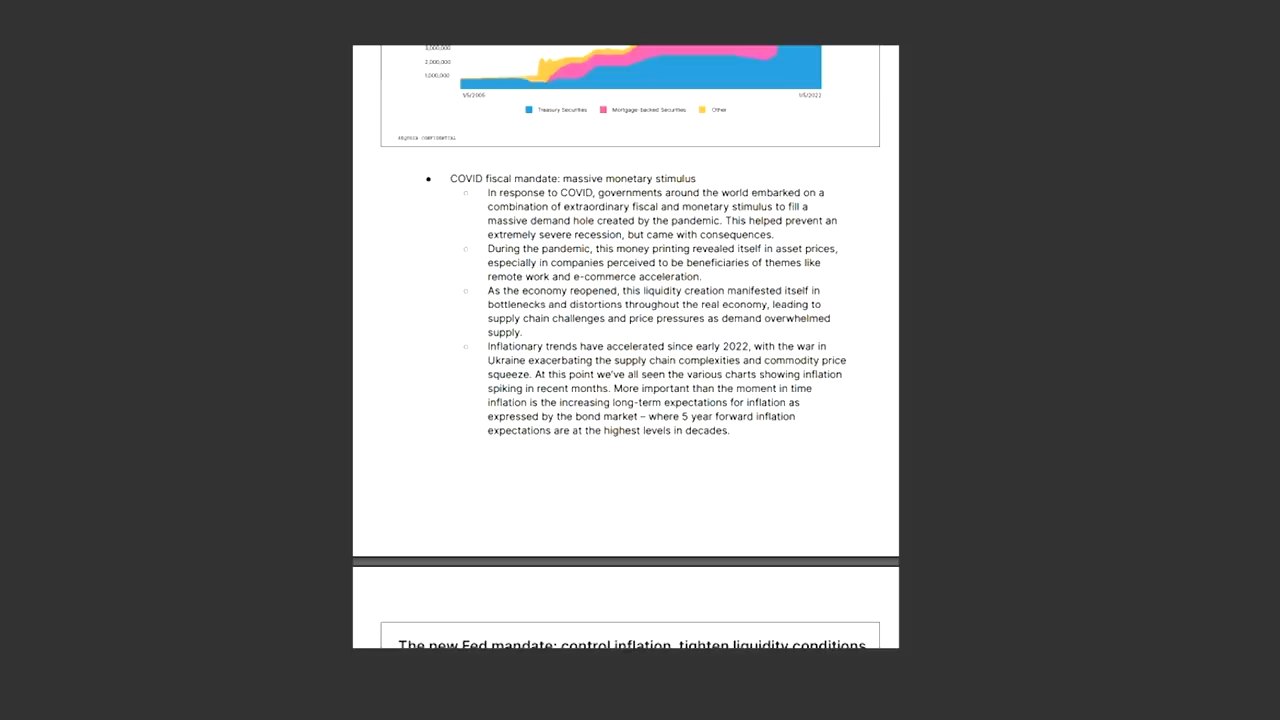 3,000,000
2,000,000
1,000,000
1/5/2005 1/5/2022
Treasury Securities Mortgage-backed Securities Other
SEQUOIA CONFIDENTIAL
● COVID fiscal mandate: massive monetary stimulus
○ In response to COVID, governments around the world embarked on a
combination of extraordinary fiscal and monetary stimulus to fill a
massive demand hole created by the pandemic. This helped prevent an
extremely severe recession, but came with consequences.
○ During the pandemic, this money printing revealed itself in asset prices,
especially in companies perceived to be beneficiaries of themes like
remote work and e-commerce acceleration.
○ As the economy reopened, this liquidity creation manifested itself in
bottlenecks and distortions throughout the real economy, leading to
supply chain challenges and price pressures as demand overwhelmed
supply.
○ Inflationary trends have accelerated since early 2022, with the war in
Ukraine exacerbating the supply chain complexities and commodity price
squeeze. At this point we've all seen the various charts showing inflation
spiking in recent months. More important than the moment in time
inflation is the increasing long-term expectations for inflation as
expressed by the bond market – where 5 year forward inflation
expectations are at the highest levels in decades.
The new Fed mandate: control inflation, tighten liquidity conditions